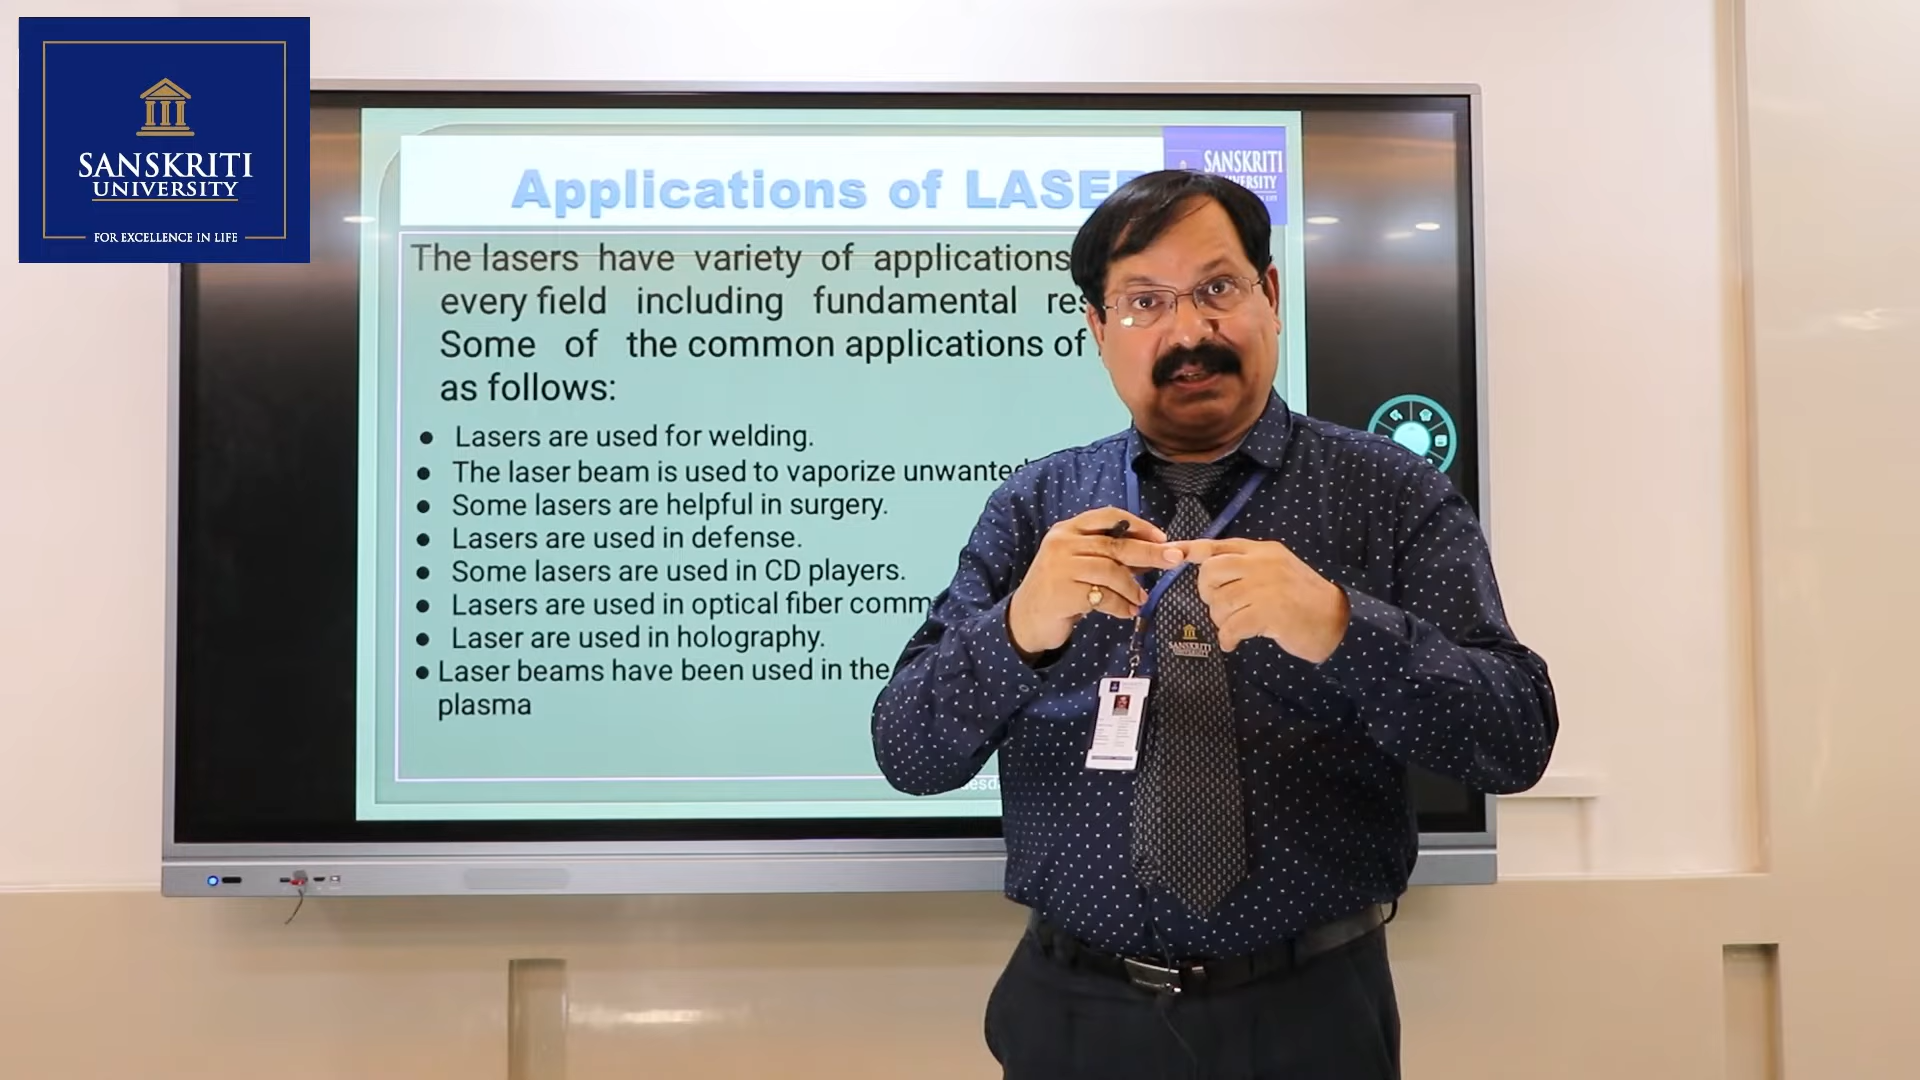 SANSKRITI
UNIVERSITY
FOR EXCELLENCE IN LIFE
Applications of LASER
SANSKRITI
The lasers have variety of applications
every field including fundamental res
Some of the common applications of
as follows:
● Lasers are used for welding.
● The laser beam is used to vaporize unwanted
● Some lasers are helpful in surgery.
● Lasers are used in defense.
● Some lasers are used in CD players.
● Lasers are used in optical fiber comm
● Laser are used in holography.
● Laser beams have been used in the
plasma
SANSKRITI